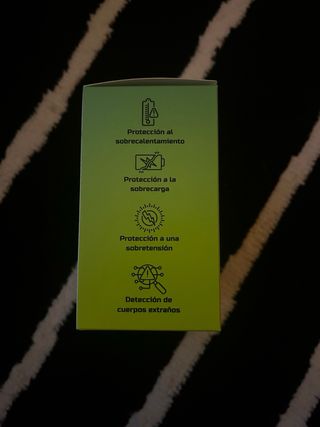 Protección al
sobrecalentamiento
Protección a la
sobrecarga
Protección a una
sobretensión
Detección de
cuerpos extraños